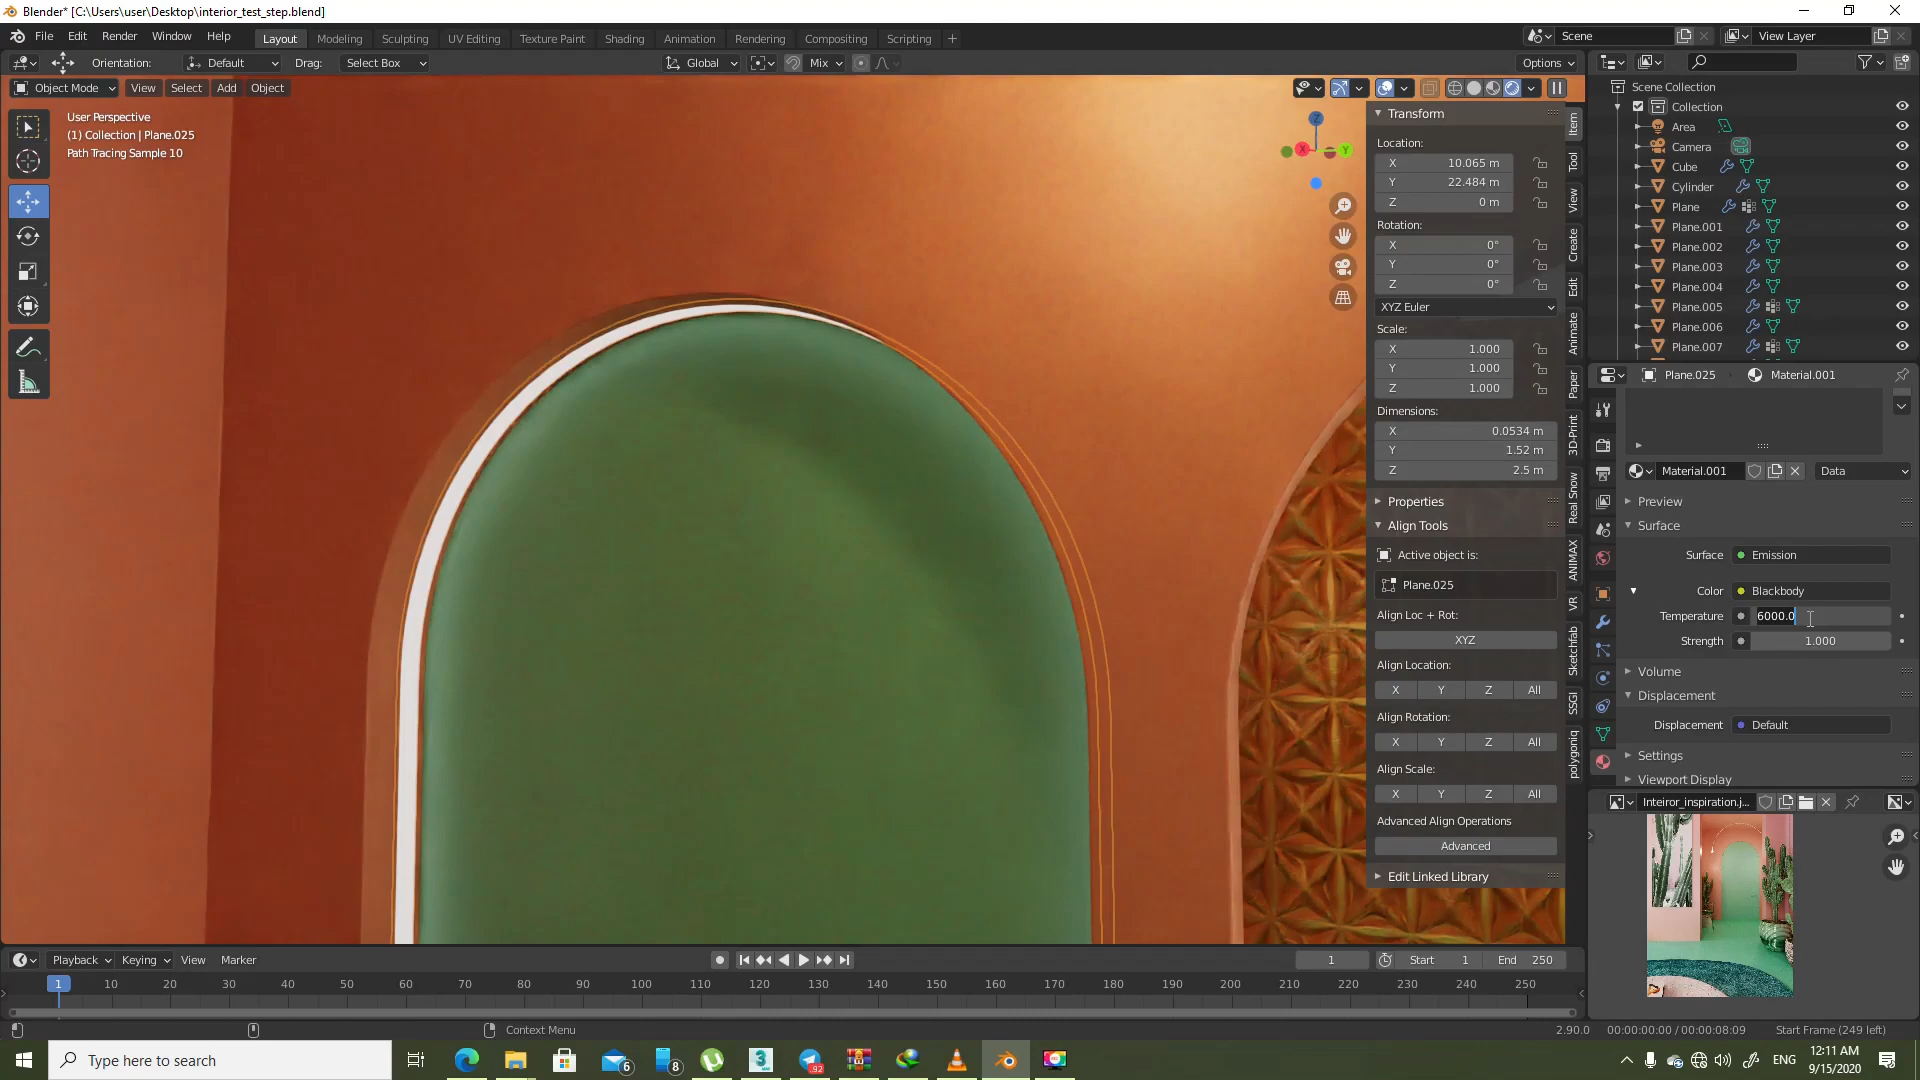 Blender* [C:\Users\user\Desktop\interior_test_step.blend]
File Edit Render Window Help
Layout Modeling Sculpting UV Editing Texture Paint Shading Animation Rendering Compositing Scripting +
Scene
View Layer
Orientation: Default Drag: Select Box
Global Mix
Options
Object Mode View Select Add Object
User Perspective
(1) Collection | Plane.025
Path Tracing Sample 10
Z
X
Y
Transform
Location:
X 10.065 m
Y 22.484 m
Z 0 m
Rotation:
X 0°
Y 0°
Z 0°
XYZ Euler
Scale:
X 1.000
Y 1.000
Z 1.000
Dimensions:
X 0.0534 m
Y 1.52 m
Z 2.5 m
Properties
Align Tools
Active object is:
Plane.025
Align Loc + Rot:
XYZ
Align Location:
X Y Z All
Align Rotation:
X Y Z All
Align Scale:
X Y Z All
Advanced Align Operations
Advanced
Edit Linked Library
Item
Tool
View
Create
Edit
Animate
Paper
3D-Print
Real Snow
ANIMAX
VR
Sketchfab
SSGI
polygoniq
Scene Collection
Collection
Area
Camera
Cube
Cylinder
Plane
Plane.001
Plane.002
Plane.003
Plane.004
Plane.005
Plane.006
Plane.007
Plane.025 Material.001
Material.001 Data
Preview
Surface
Surface Emission
Color Blackbody
Temperature 6000.0
Strength 1.000
Volume
Displacement
Displacement Default
Settings
Viewport Display
Inteiror_inspiration.j...
Playback Keying View Marker
1 Start 1 End 250
1 10 20 30 40 50 60 70 80 90 100 110 120 130 140 150 160 170 180 190 200 210 220 230 240 250
Context Menu
2.90.0 00:00:00:00 / 00:00:08:09 Start Frame (249 left)
Type here to search
6
8
3
92
ENG
12:11 AM
9/15/2020